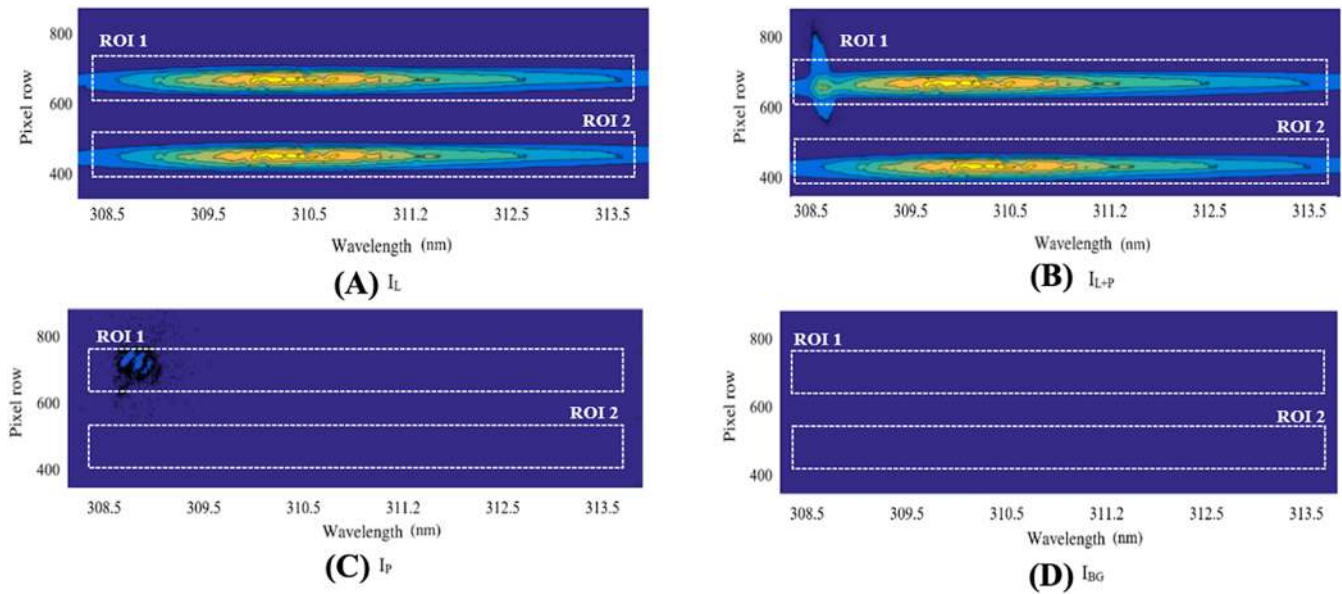 800
600
400
Pixel row
ROI 1
ROI 2
308.5 309.5 310.5 311.2 312.5 313.5
Wavelength (nm)
(A) IL
800
600
400
Pixel row
ROI 1
ROI 2
308.5 309.5 310.5 311.2 312.5 313.5
Wavelength (nm)
(B) IL+P
800
600
400
Pixel row
ROI 1
ROI 2
308.5 309.5 310.5 311.2 312.5 313.5
Wavelength (nm)
(C) IP
800
600
400
Pixel row
ROI 1
ROI 2
308.5 309.5 310.5 311.2 312.5 313.5
Wavelength (nm)
(D) IBG